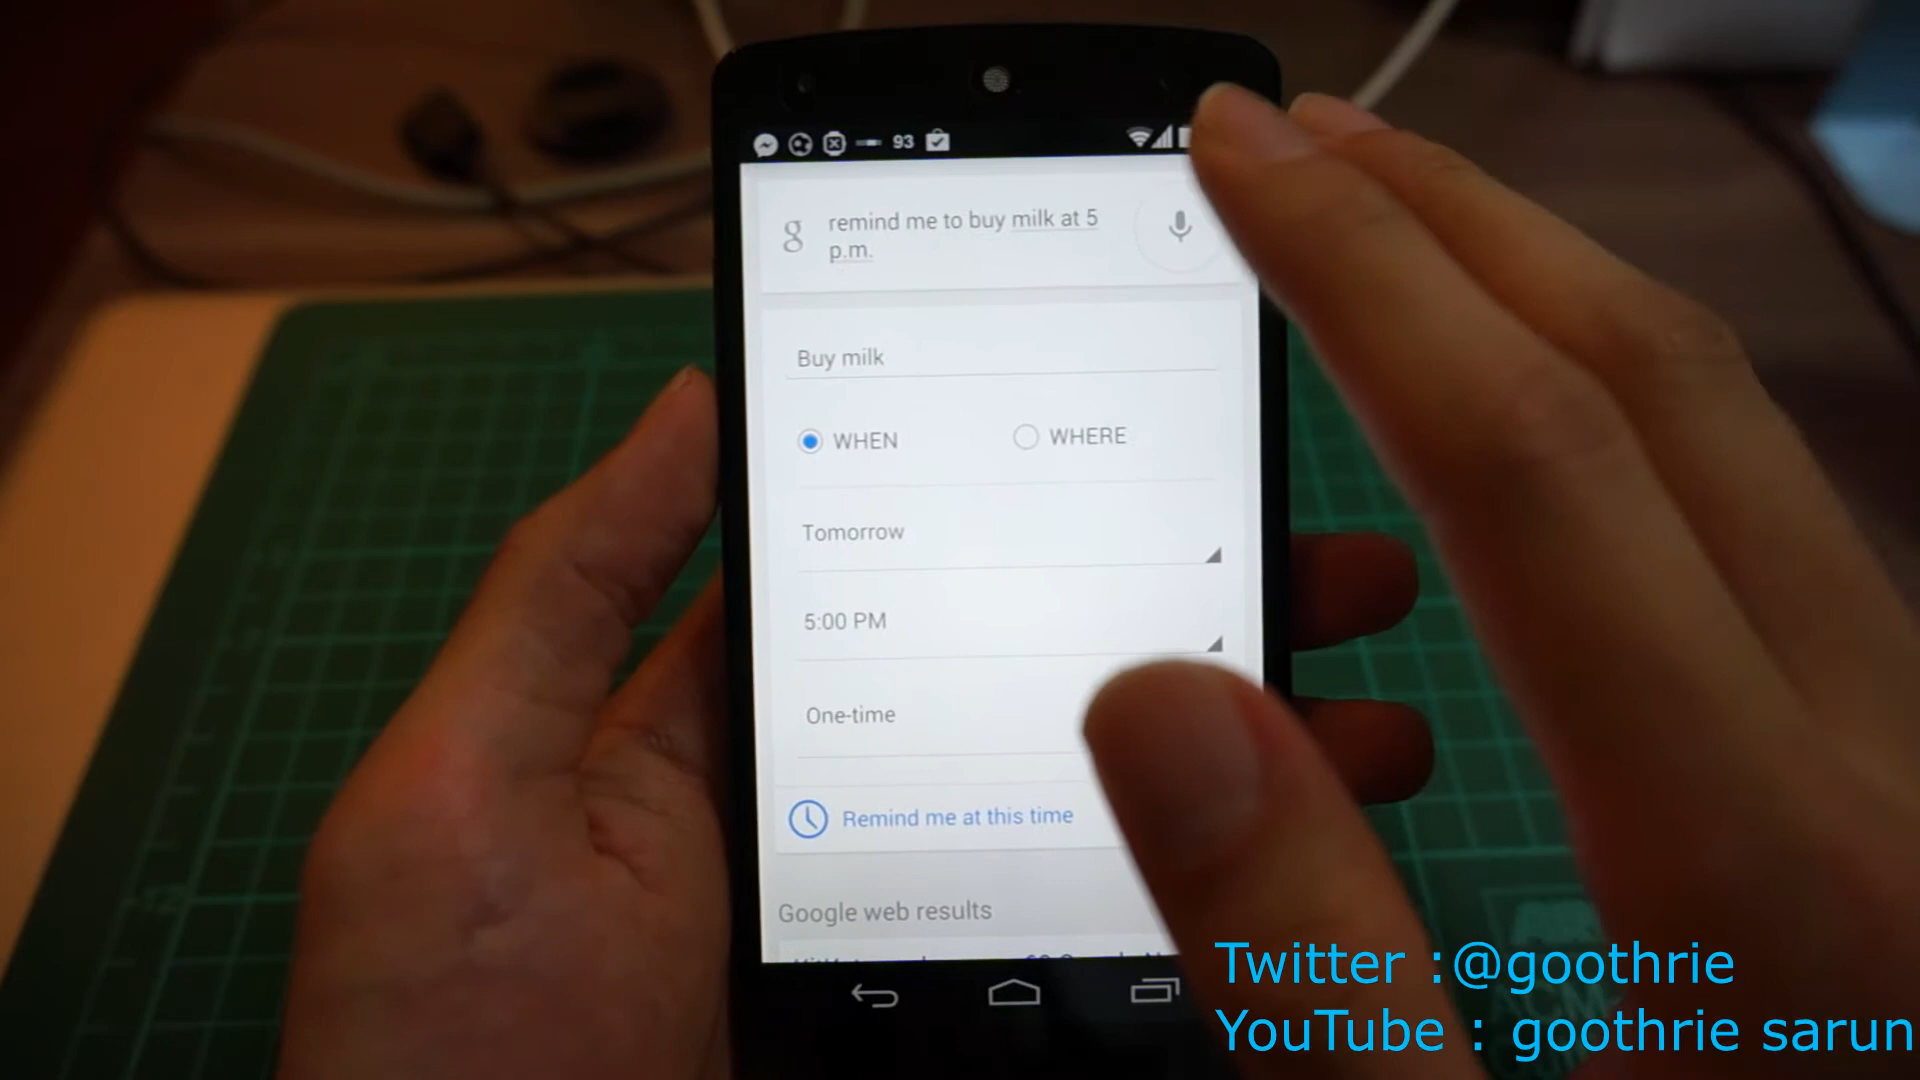 93
g
remind me to buy milk at 5
p.m.
Buy milk
WHEN
WHERE
Tomorrow
5:00 PM
One-time
Remind me at this time
Google web results
Twitter :@goothrie
YouTube : goothrie sarun